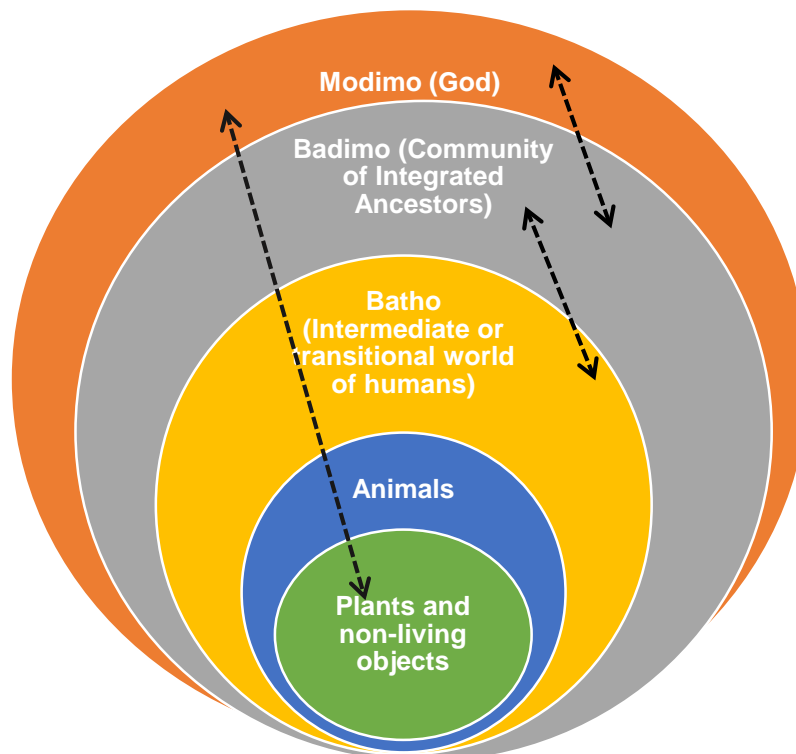 Modimo (God)
Badimo (Community
of Integrated
Ancestors)
Batho
(Intermediate or
transitional world
of humans)
Animals
Plants and
non-living
objects